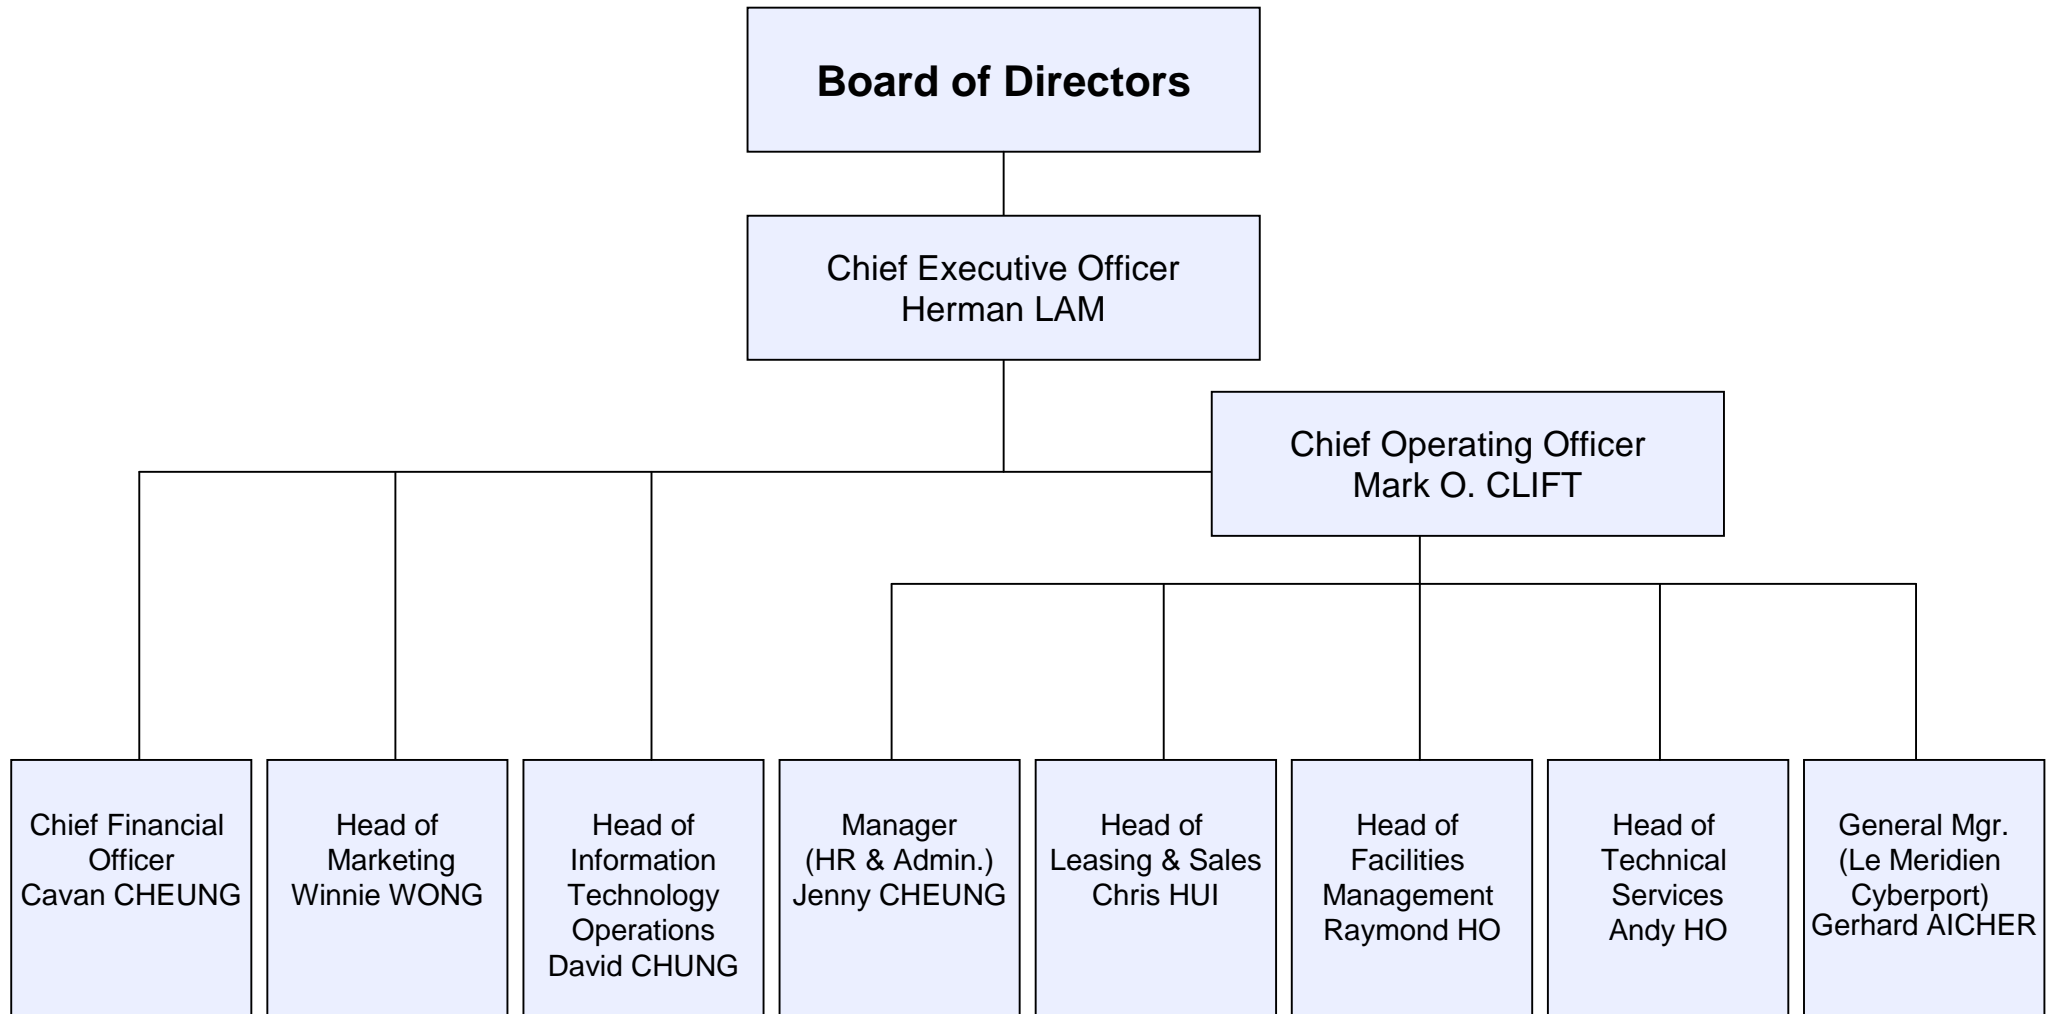 Board of Directors
Chief Executive Officer
Herman LAM
Chief Operating Officer
Mark O. CLIFT
Chief Financial
Officer
Cavan CHEUNG
Head of
Marketing
Winnie WONG
Head of
Information
Technology
Operations
David CHUNG
Manager
(HR & Admin.)
Jenny CHEUNG
Head of
Leasing & Sales
Chris HUI
Head of
Facilities
Management
Raymond HO
Head of
Technical
Services
Andy HO
General Mgr.
(Le Meridien
Cyberport)
Gerhard AICHER